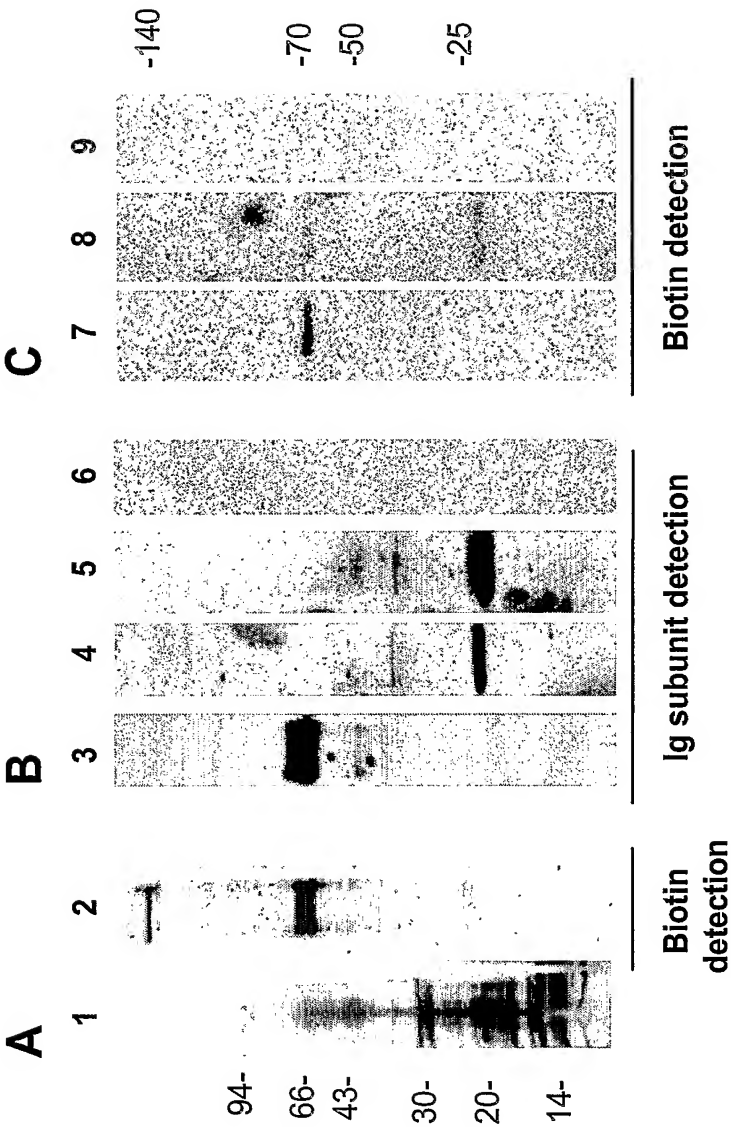 A B C
1 2 3 4 5 6 7 8 9
94-
66-
43-
30-
20-
14-
-140
-70
-50
-25
Biotin
detection
Ig subunit detection
Biotin detection